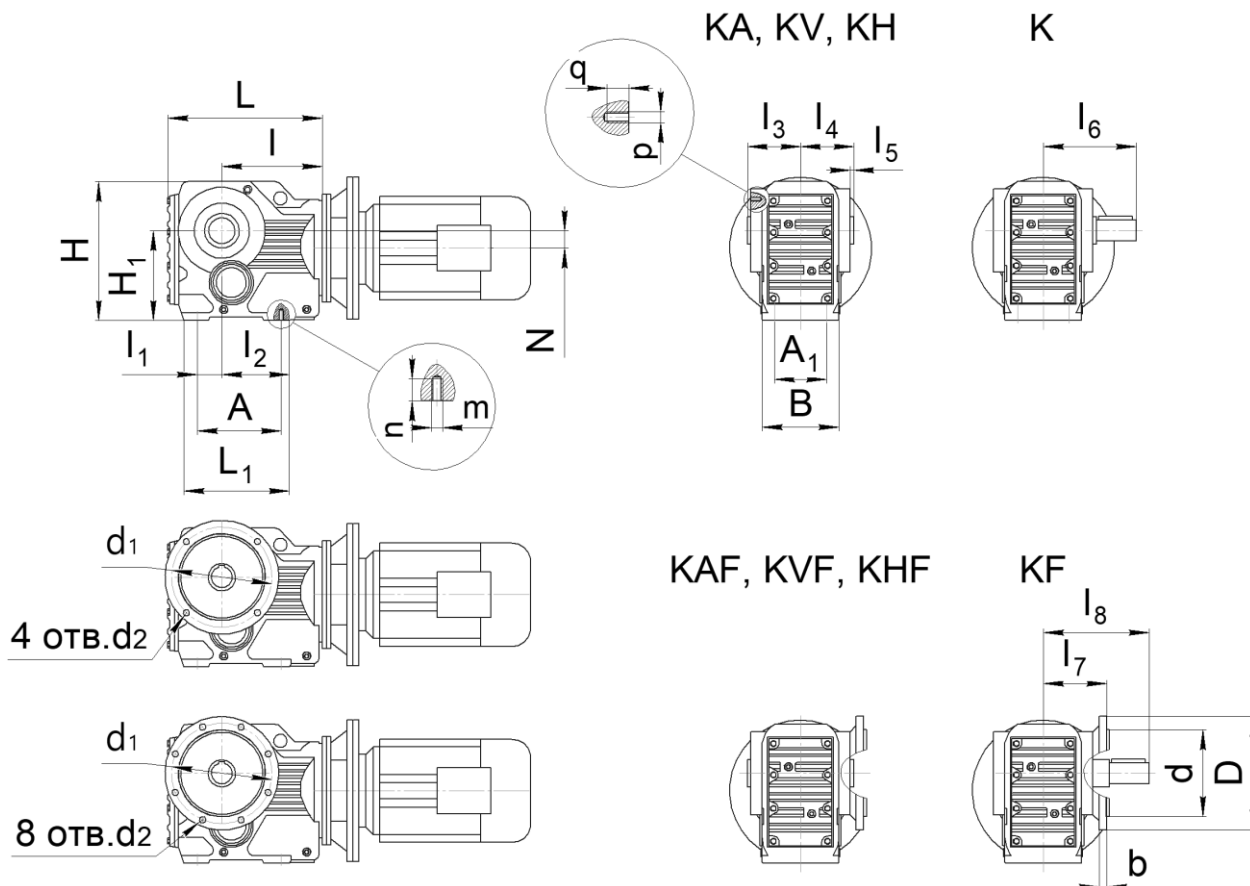 KA, KV, KH
K
q
p
L
l
H
H₁
N
l₁
l₂
A
L₁
n
m
l₃
l₄
l₅
A₁
B
l₆
d₁
4 отв.d2
d₁
8 отв.d2
KAF, KVF, KHF
KF
l₈
l₇
d
D
b